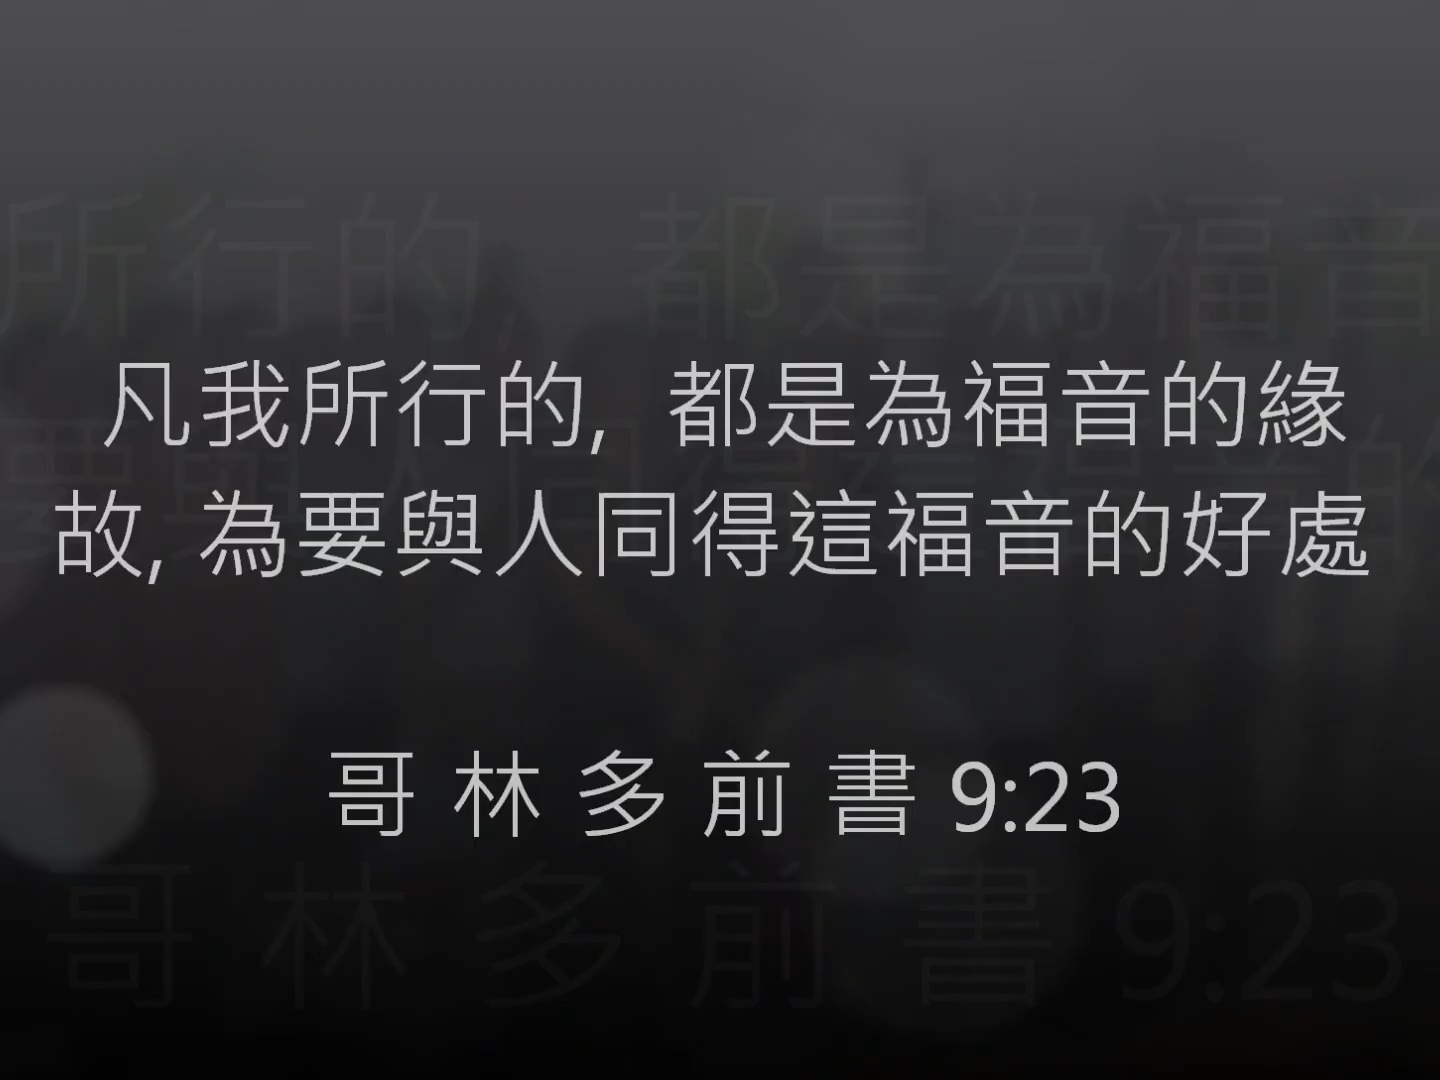 凡我所行的, 都是為福音的緣
故, 為要與人同得這福音的好處
哥 林 多 前 書 9:23